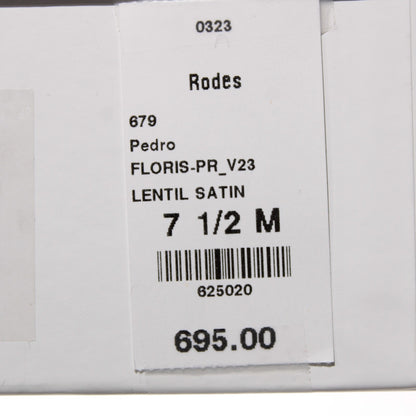 0323
Rodes
679
Pedro
FLORIS-PR_V23
LENTIL SATIN
7 1/2 M
625020
695.00